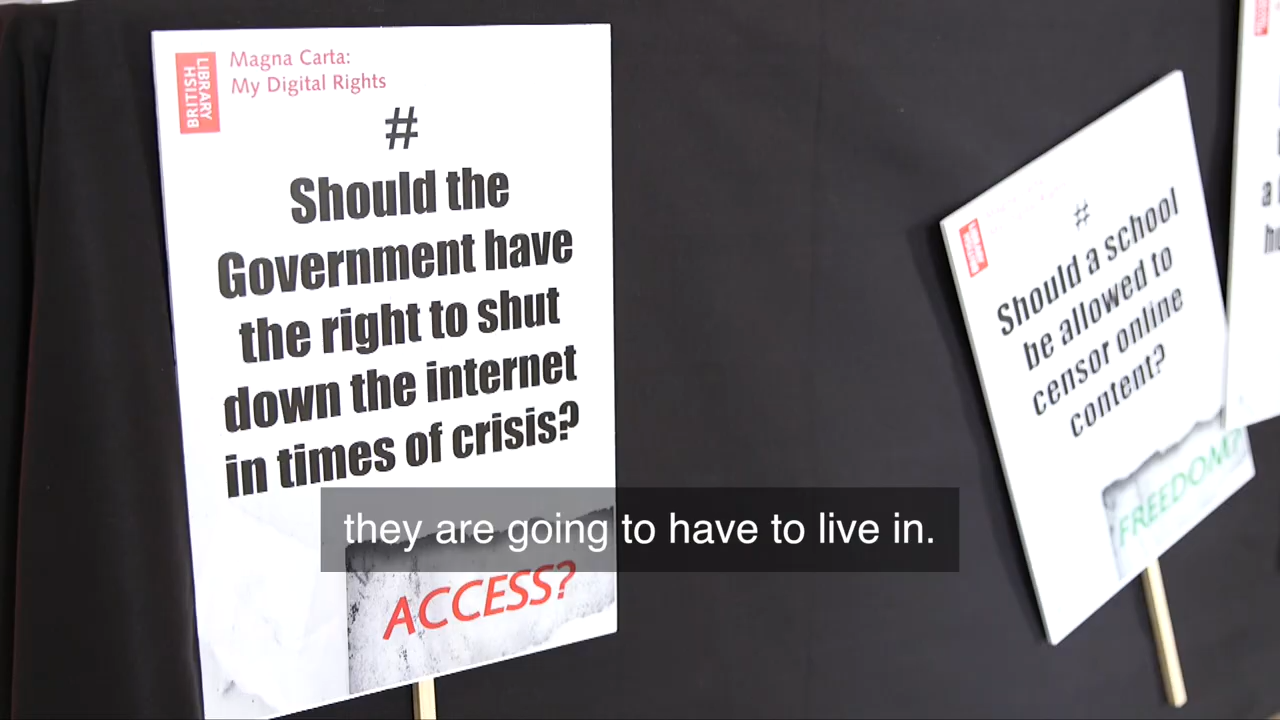 BRITISH
LIBRARY
Magna Carta:
My Digital Rights
#
Should the
Government have
the right to shut
down the internet
in times of crisis?
ACCESS?
#
Should a school
be allowed to
censor online
content?
FREEDOM?
they are going to have to live in.